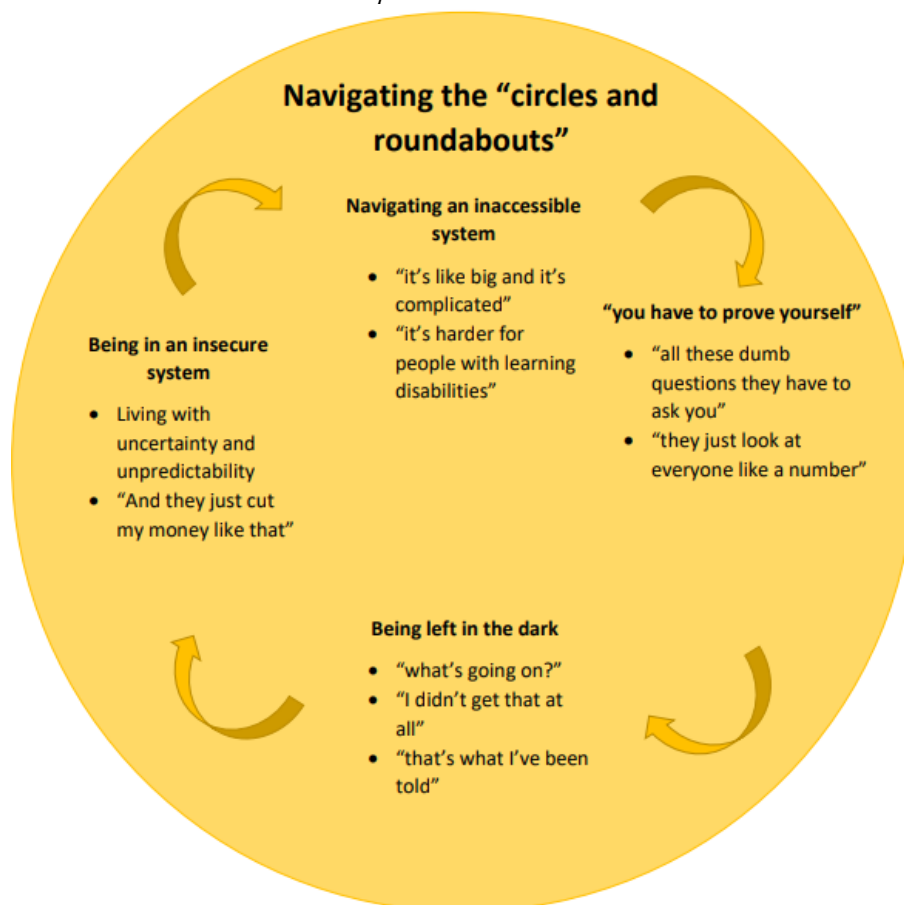 Navigating the “circles and
roundabouts”
Navigating an inaccessible
system
• “it’s like big and it’s
complicated”
• “it’s harder for
people with learning
disabilities”
“you have to prove yourself”
• “all these dumb
questions they have to
ask you”
• “they just look at
everyone like a number”
Being left in the dark
• “what’s going on?”
• “I didn’t get that at
all”
• “that’s what I’ve been
told”
Being in an insecure
system
• Living with
uncertainty and
unpredictability
• “And they just cut
my money like that”